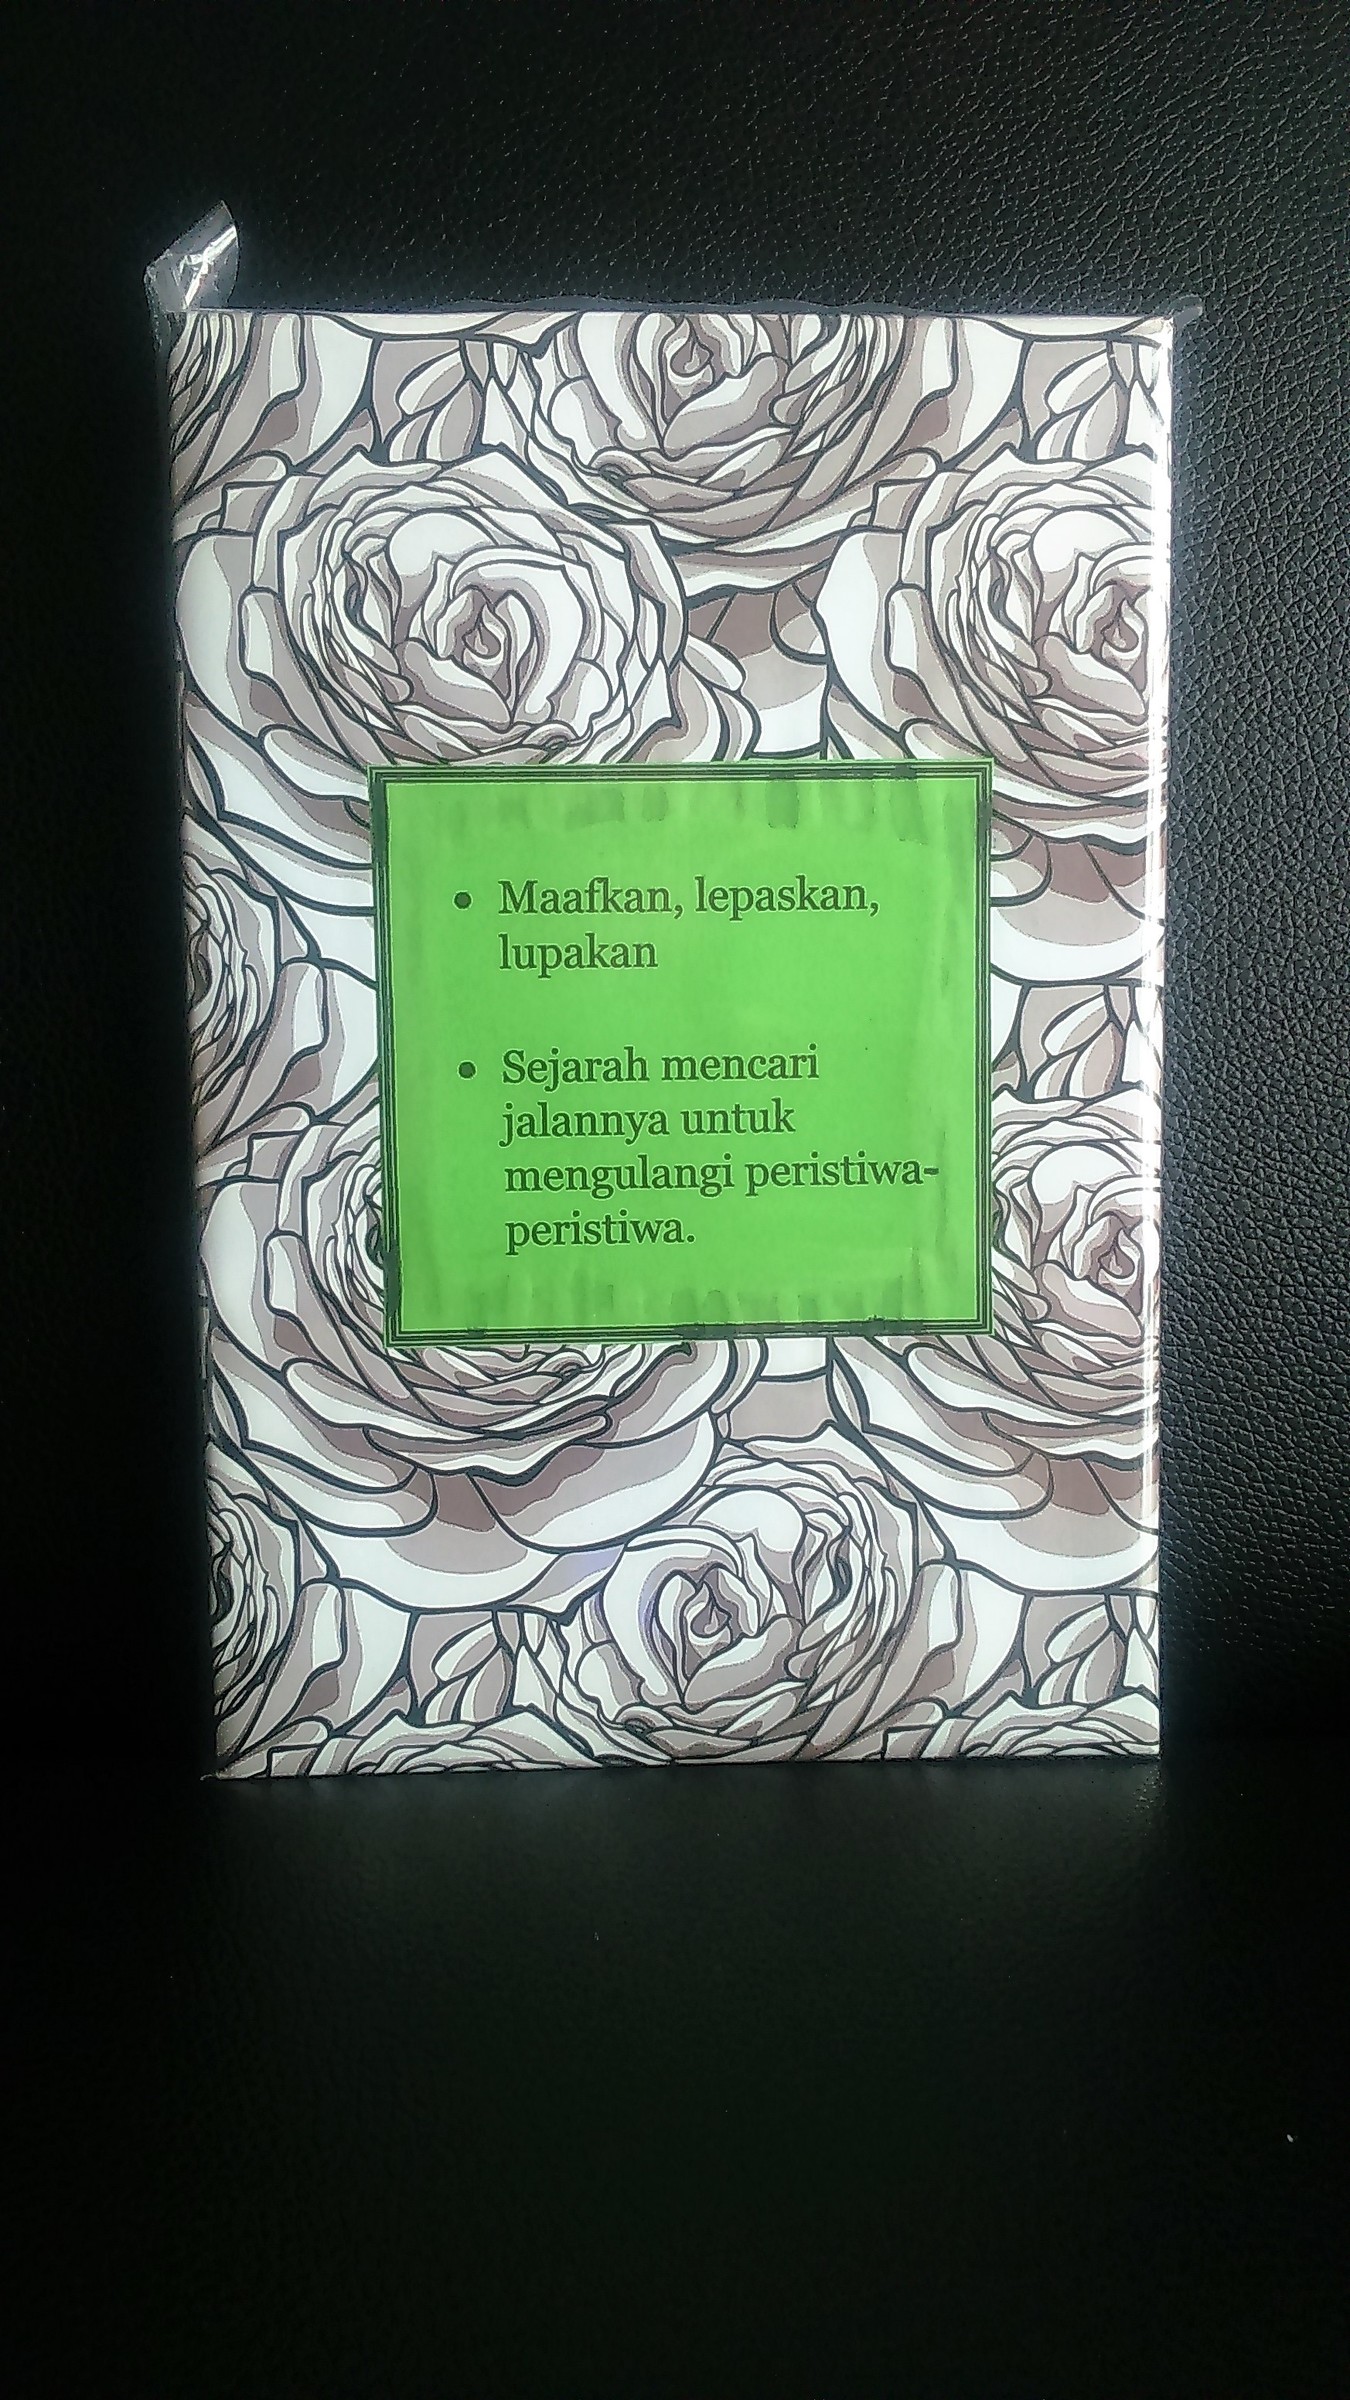 • Maafkan, lepaskan,
lupakan
• Sejarah mencari
jalannya untuk
mengulangi peristiwa-
peristiwa.